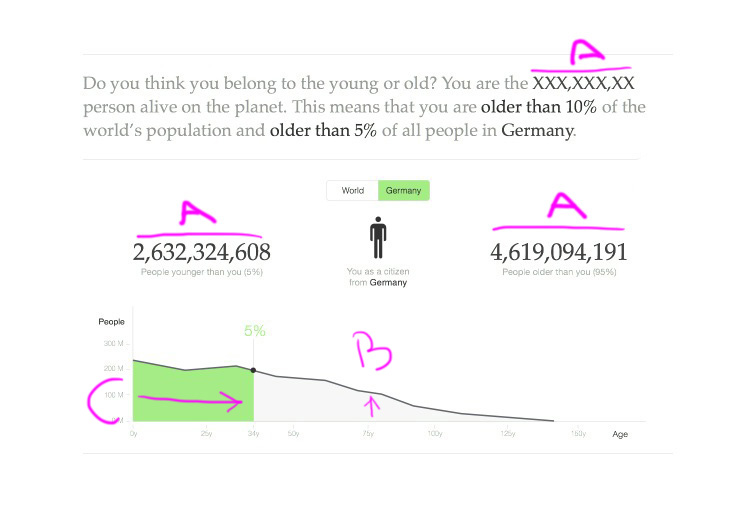 A
Do you think you belong to the young or old? You are the XXX,XXX,XX
person alive on the planet. This means that you are older than 10% of the
world's population and older than 5% of all people in Germany.
World Germany
A
A
2,632,324,608
People younger than you (5%)
You as a citizen
from Germany
4,619,094,191
People older than you (95%)
People
5%
B
300 M
200 M
100 M
C
0y
25y
34y
50y
75y
100y
125y
150y
Age